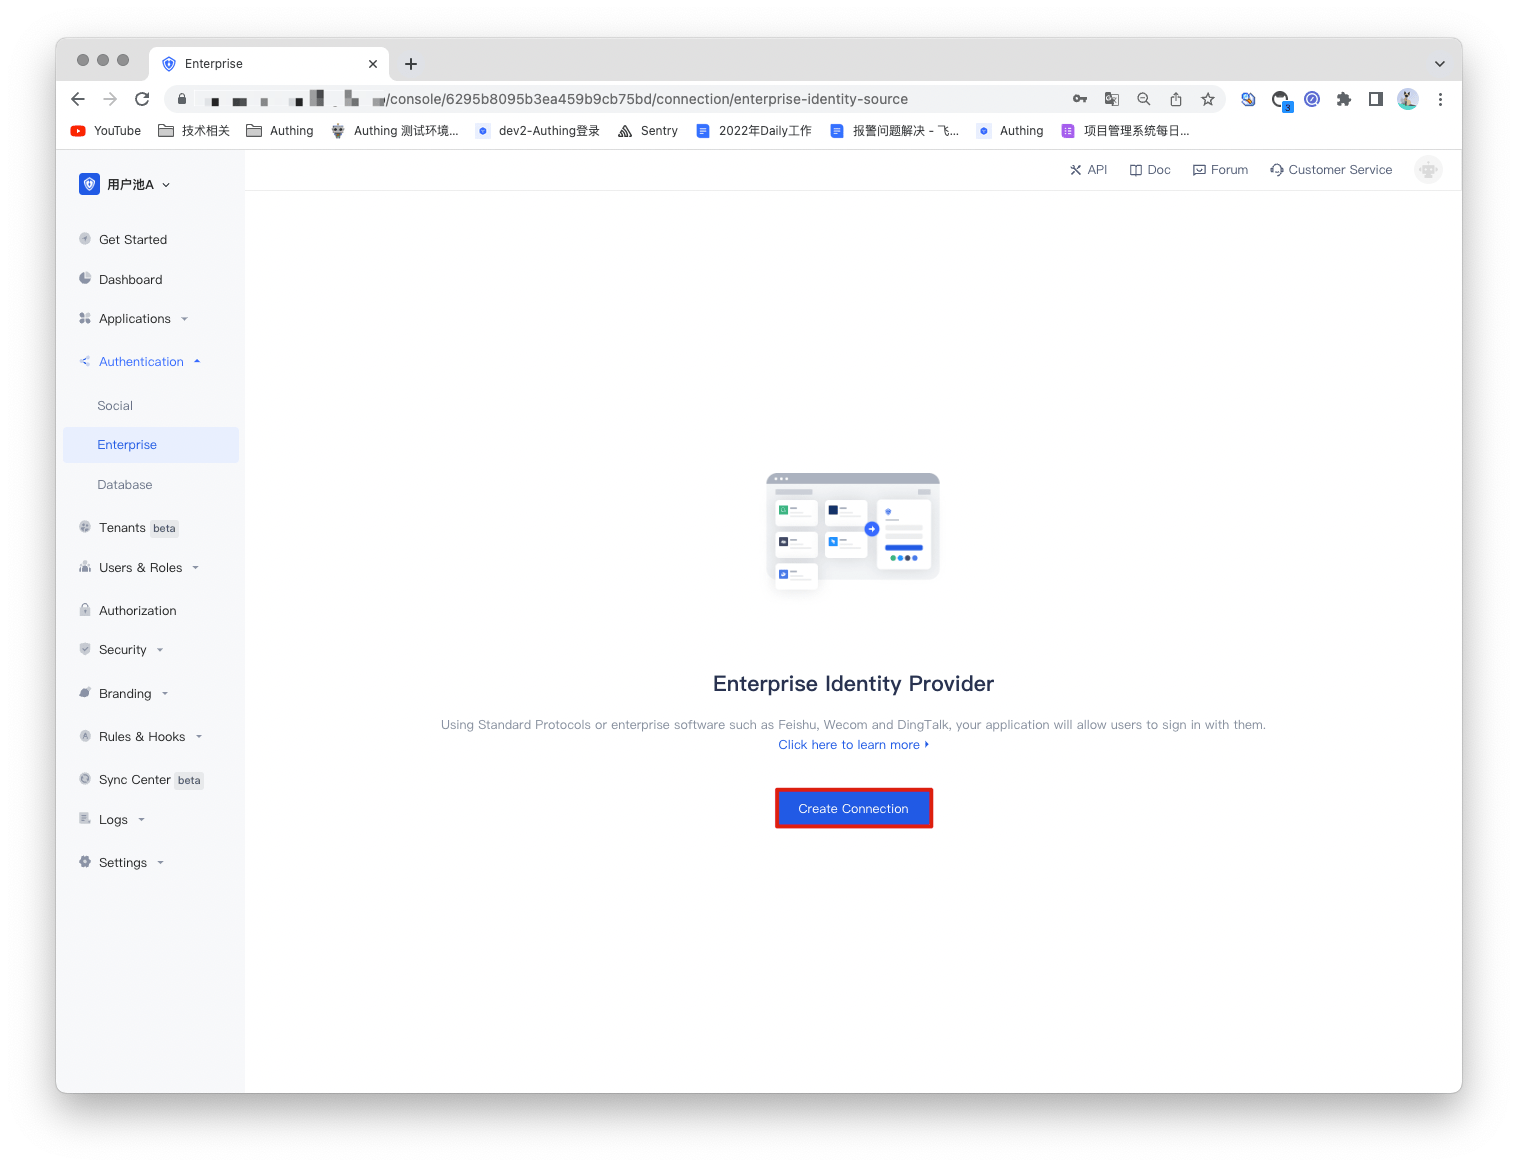 Enterprise
/console/6295b8095b3ea459b9cb75bd/connection/enterprise-identity-source
3
YouTube 技术相关 Authing Authing 测试环境... dev2-Authing登录 Sentry 2022年Daily工作 报警问题解决 - 飞... Authing 项目管理系统每日...
用户池A
API Doc Forum Customer Service
Get Started
Dashboard
Applications
Authentication
Social
Enterprise
Database
Tenants beta
Users & Roles
Authorization
Security
Branding
Rules & Hooks
Sync Center beta
Logs
Settings
Enterprise Identity Provider
Using Standard Protocols or enterprise software such as Feishu, Wecom and DingTalk, your application will allow users to sign in with them.
Click here to learn more
Create Connection